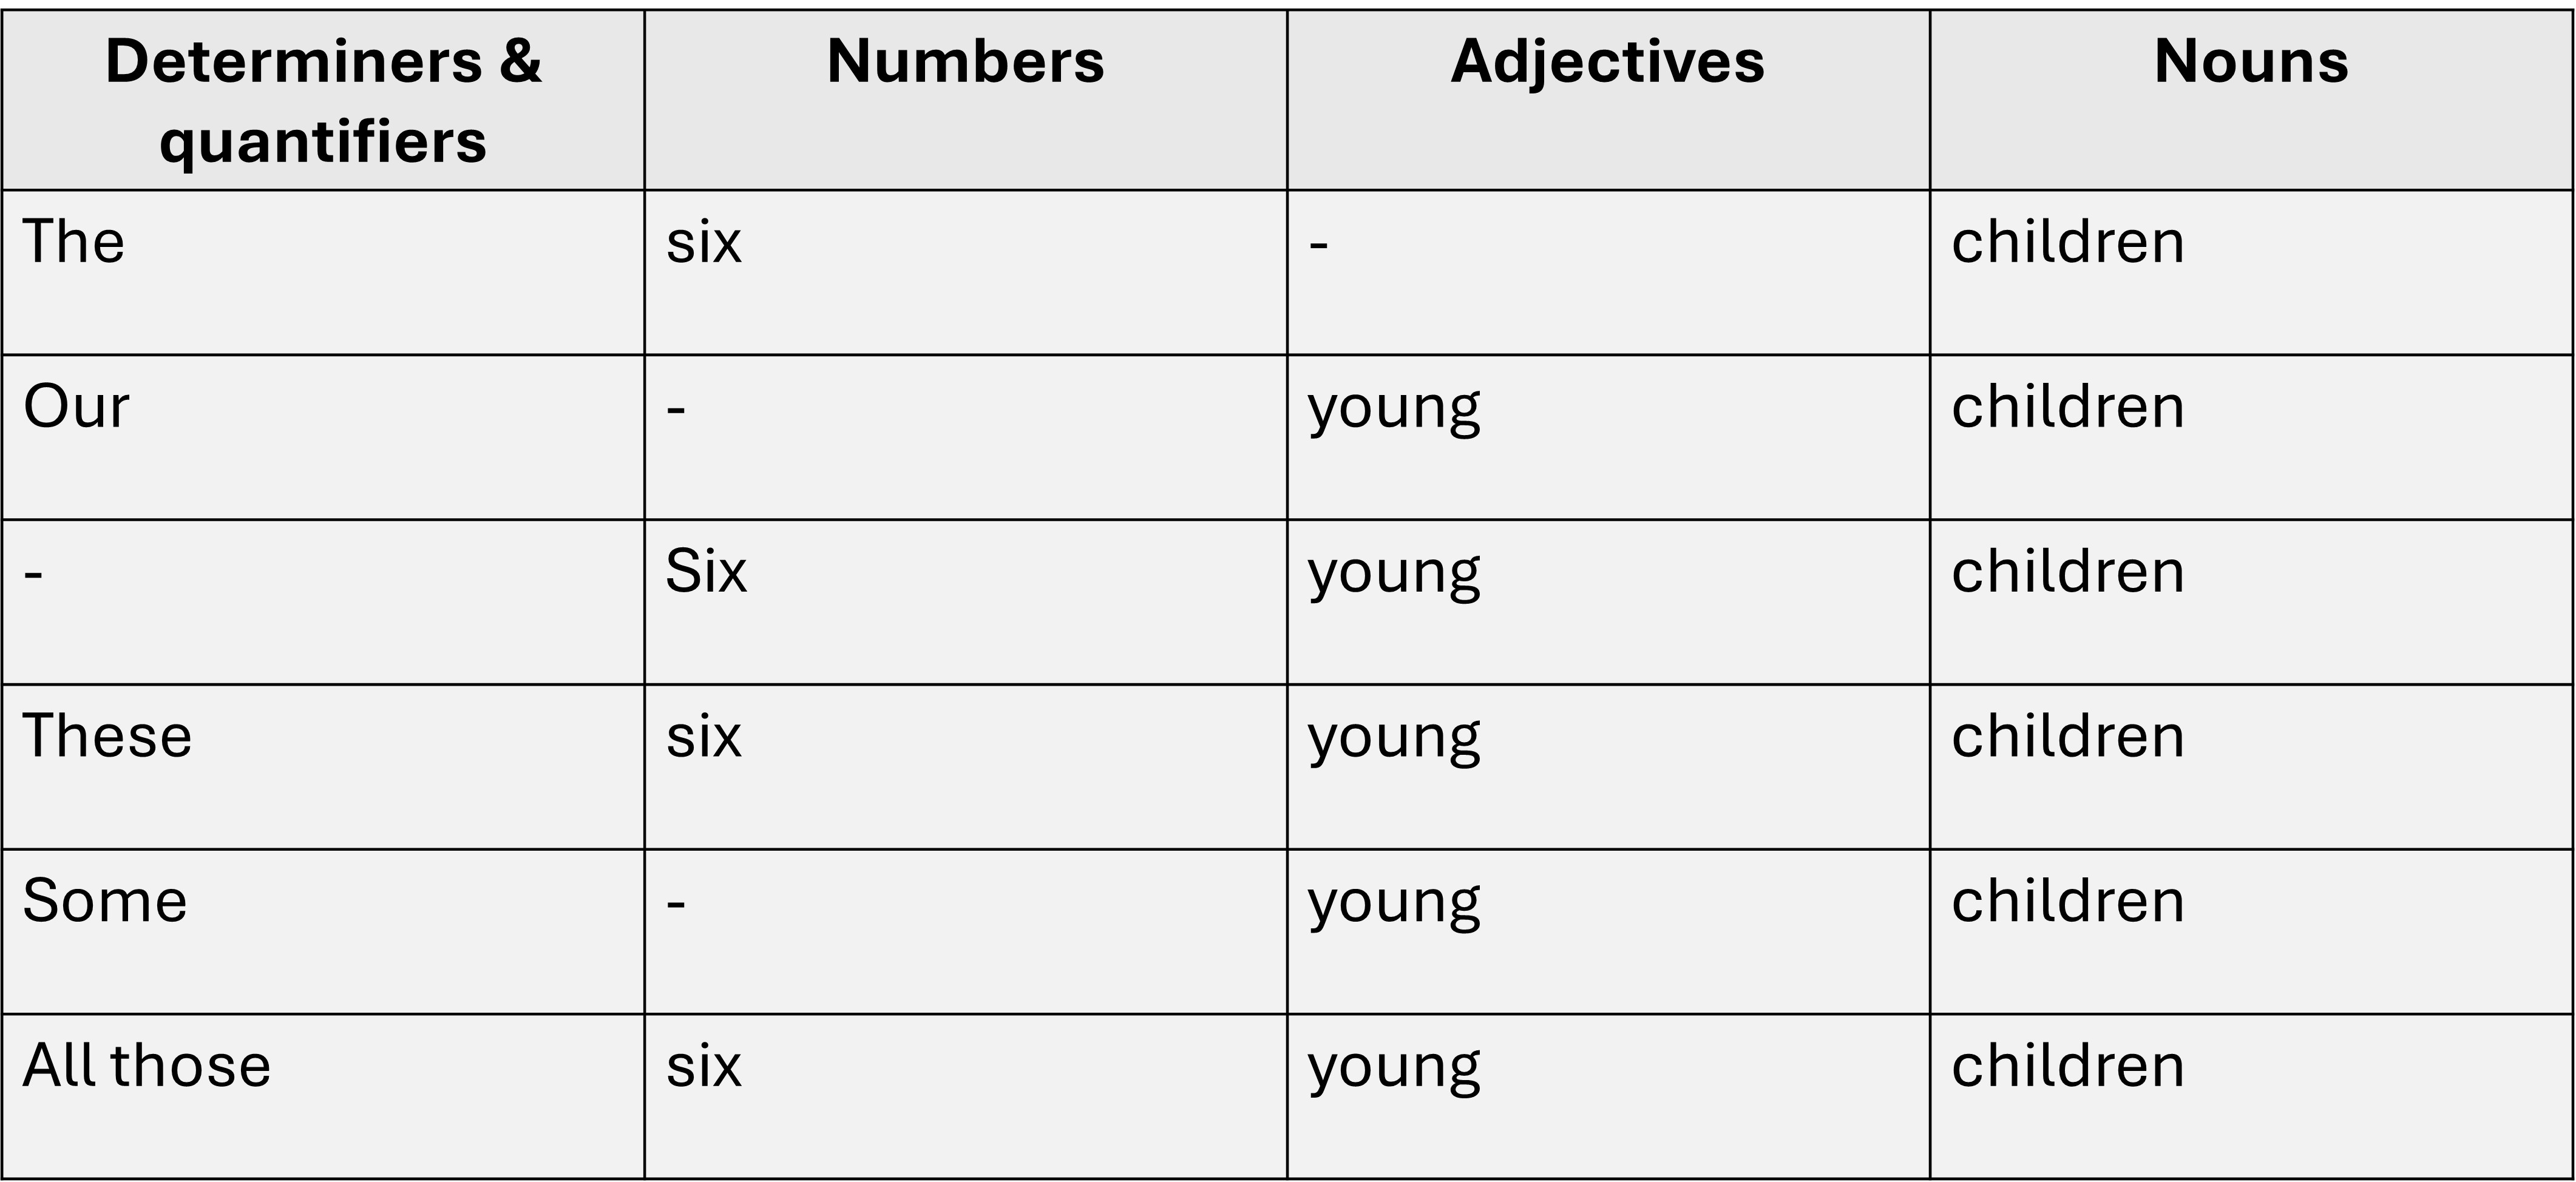 Determiners & Numbers Adjectives Nouns
quantifiers
The six - children
Our - young children
- Six young children
These six young children
Some - young children
All those six young children